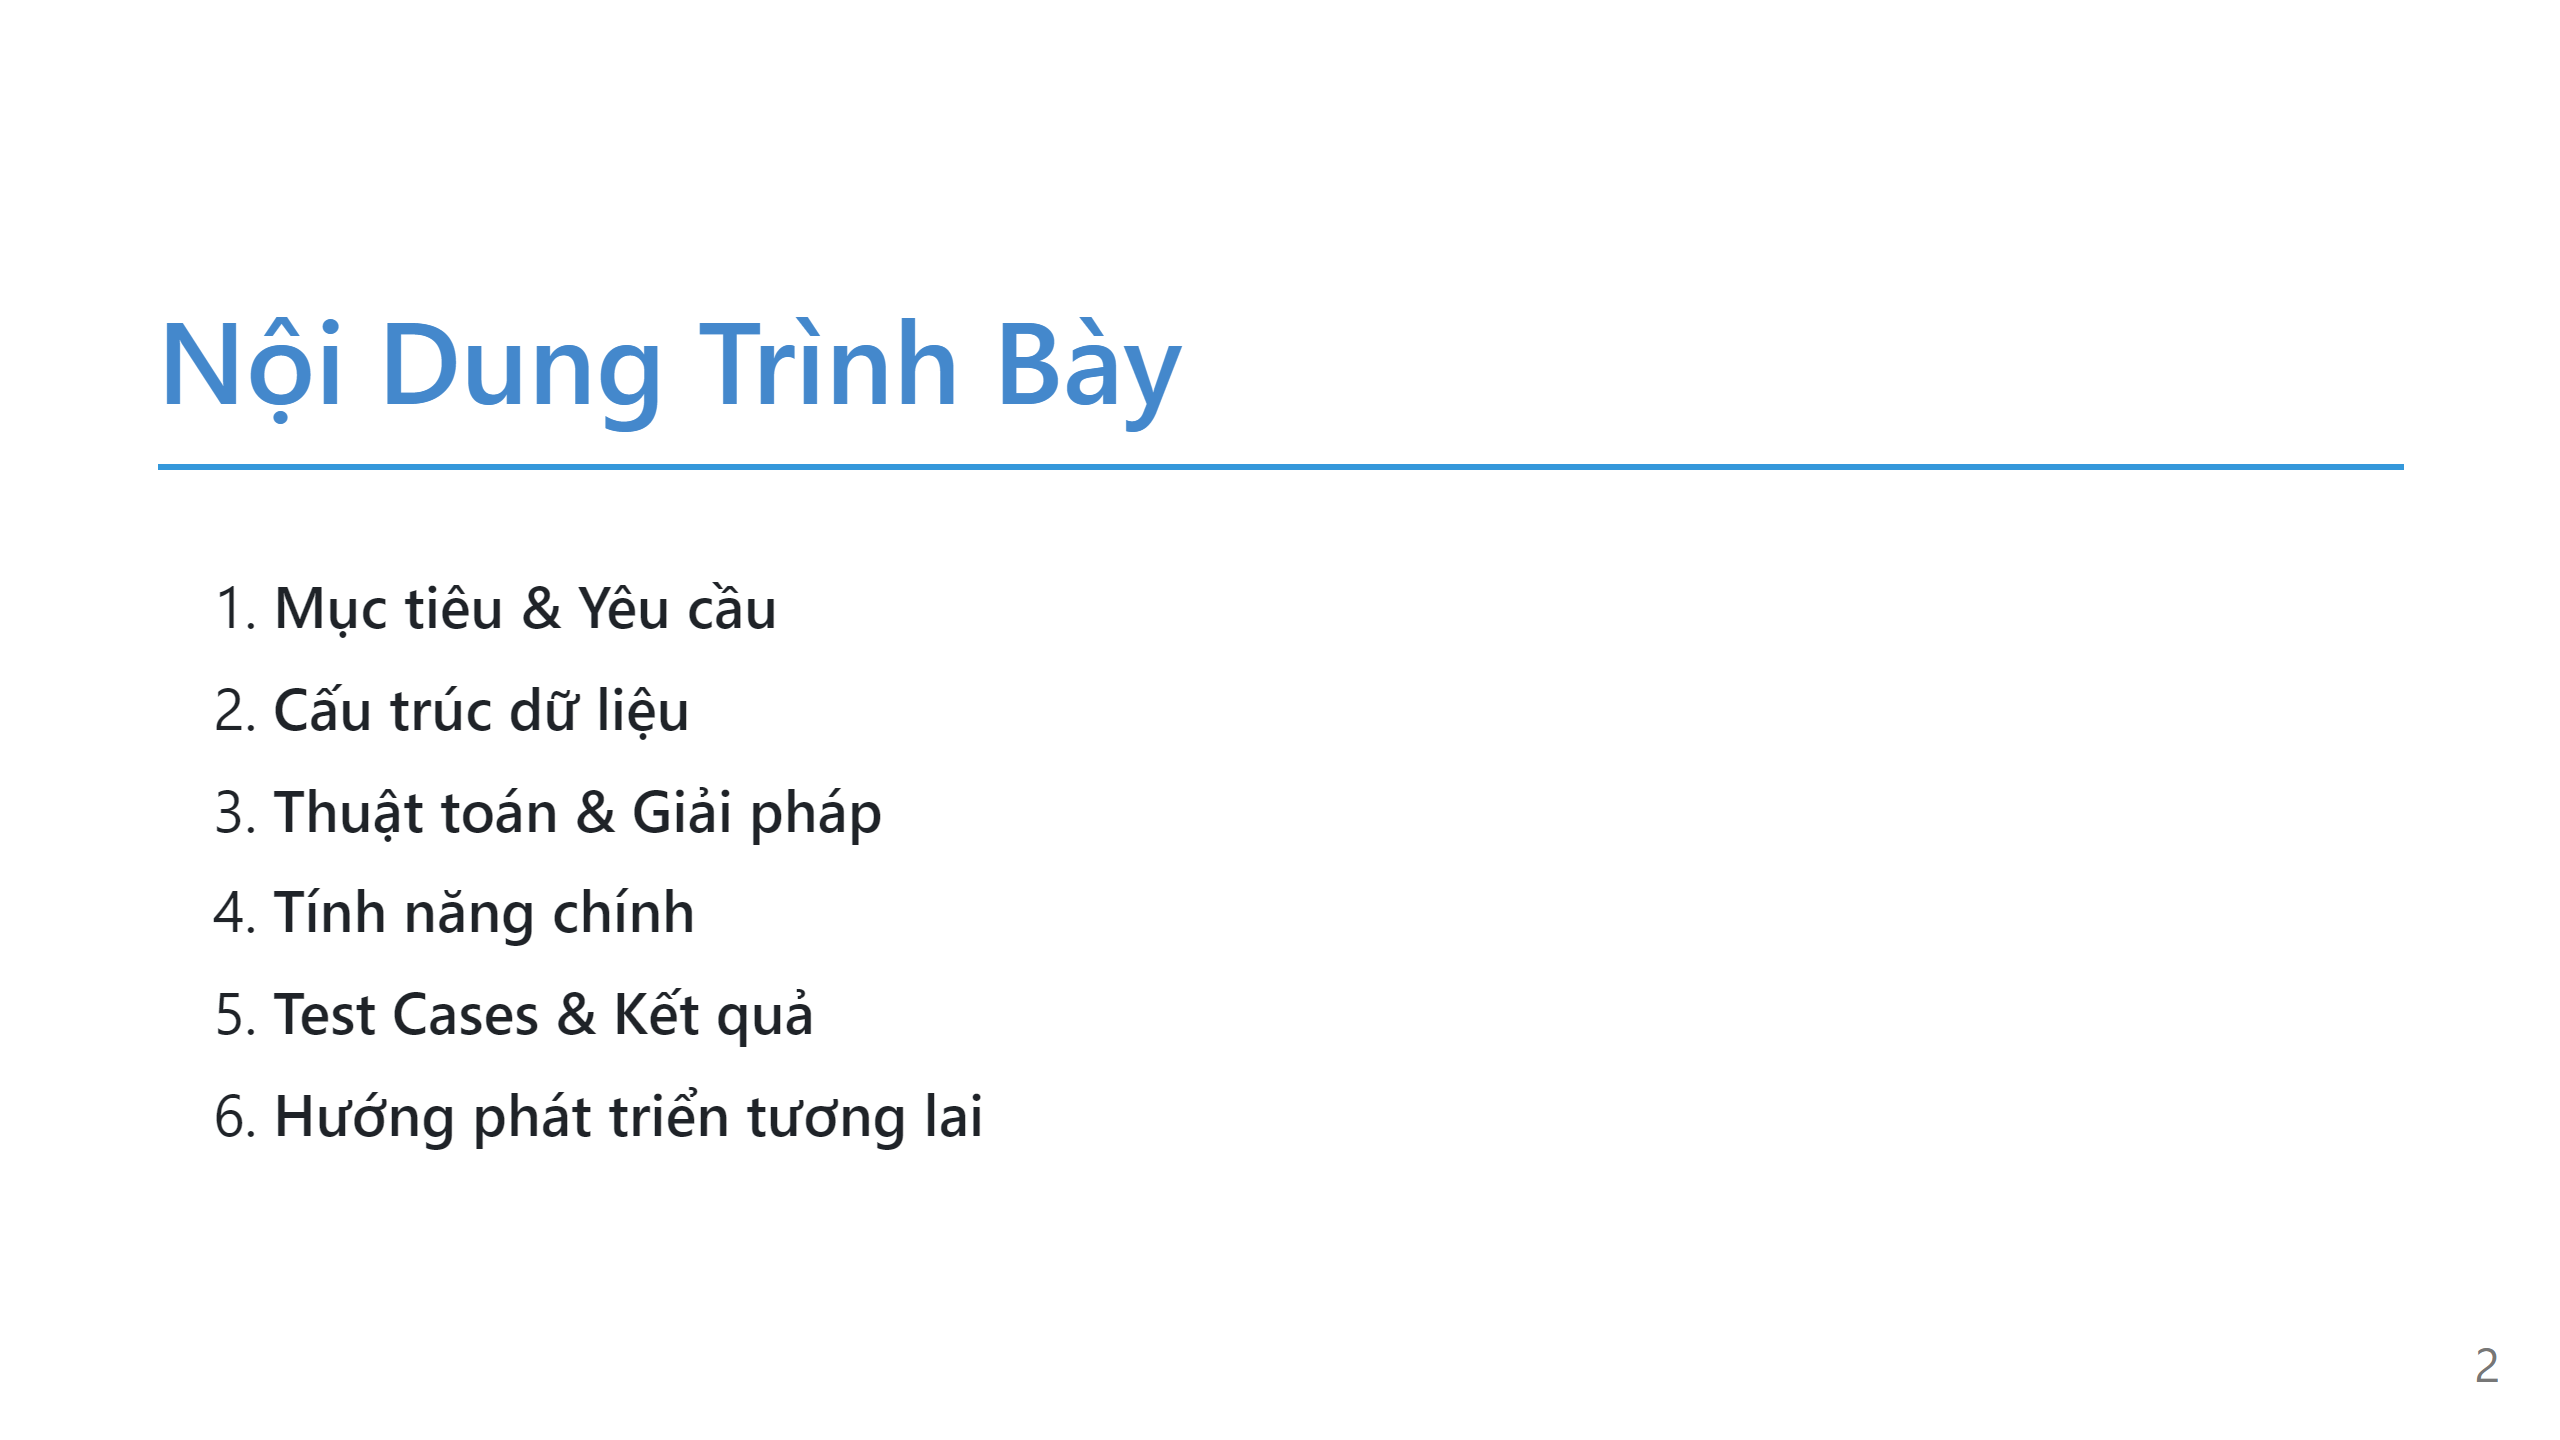 Nội Dung Trình Bày
1. Mục tiêu & Yêu cầu
2. Cấu trúc dữ liệu
3. Thuật toán & Giải pháp
4. Tính năng chính
5. Test Cases & Kết quả
6. Hướng phát triển tương lai
2